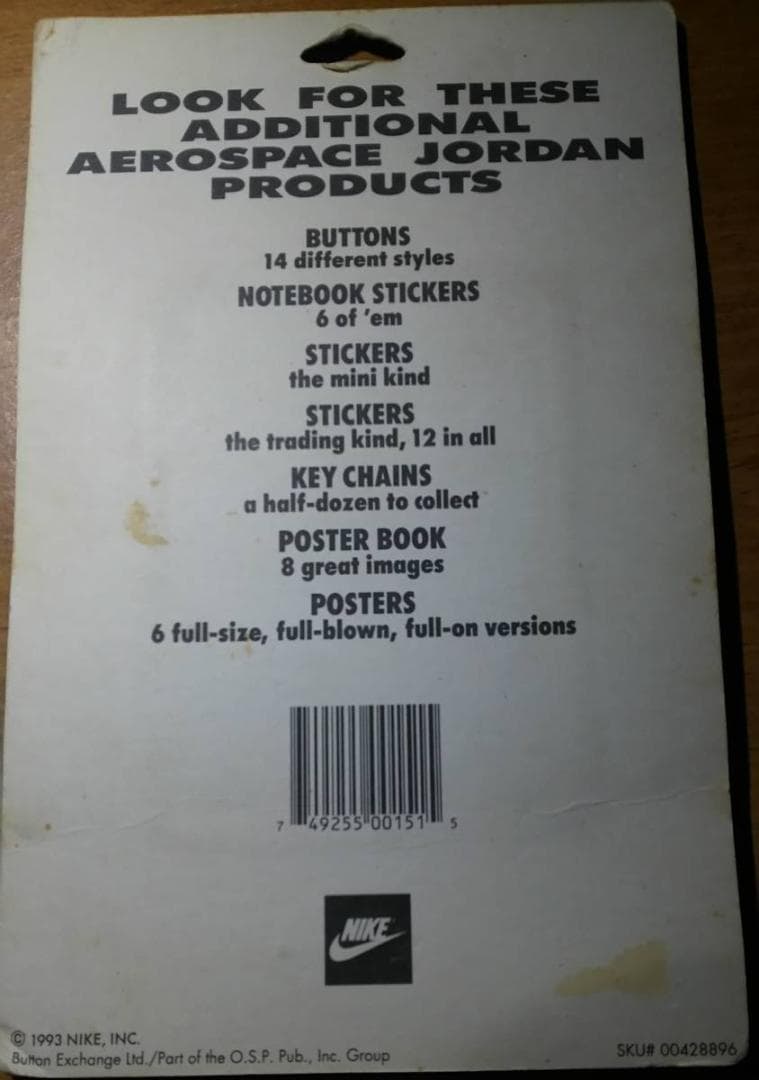 LOOK FOR THESE
ADDITIONAL
AEROSPACE JORDAN
PRODUCTS
BUTTONS
14 different styles
NOTEBOOK STICKERS
6 of 'em
STICKERS
the mini kind
STICKERS
the trading kind, 12 in all
KEY CHAINS
a half-dozen to collect
POSTER BOOK
8 great images
POSTERS
6 full-size, full-blown, full-on versions
7 49255 00151 5
NIKE
© 1993 NIKE, INC.
Button Exchange Ltd./Part of the O.S.P. Pub., Inc. Group
SKU# 00428896